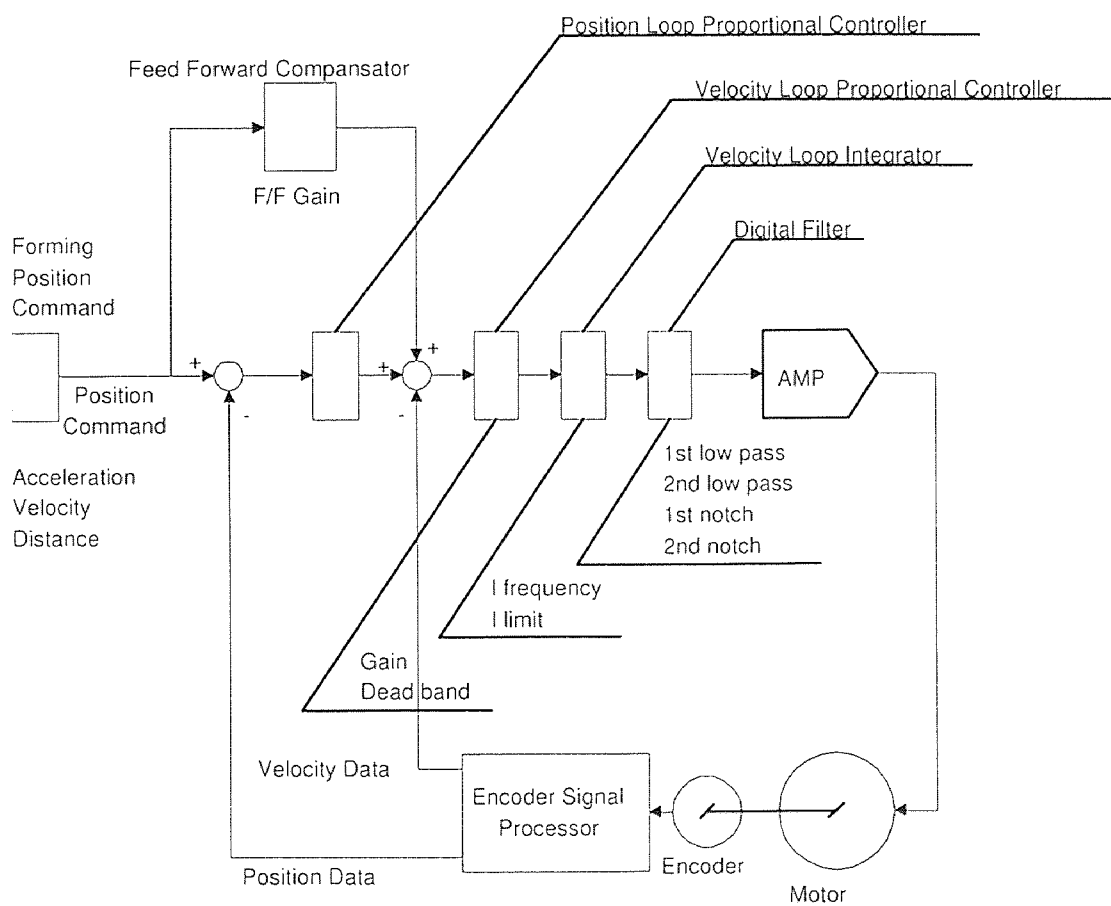 Position Loop Proportional Controller
Feed Forward Compansator
Velocity Loop Proportional Controller
Velocity Loop Integrator
F/F Gain
Digital Filter
Forming
Position
Command
+
+
+
-
-
Position
Command
AMP
Acceleration
Velocity
Distance
1st low pass
2nd low pass
1st notch
2nd notch
I frequency
I limit
Gain
Dead band
Velocity Data
Encoder Signal
Processor
Position Data
Encoder
Motor